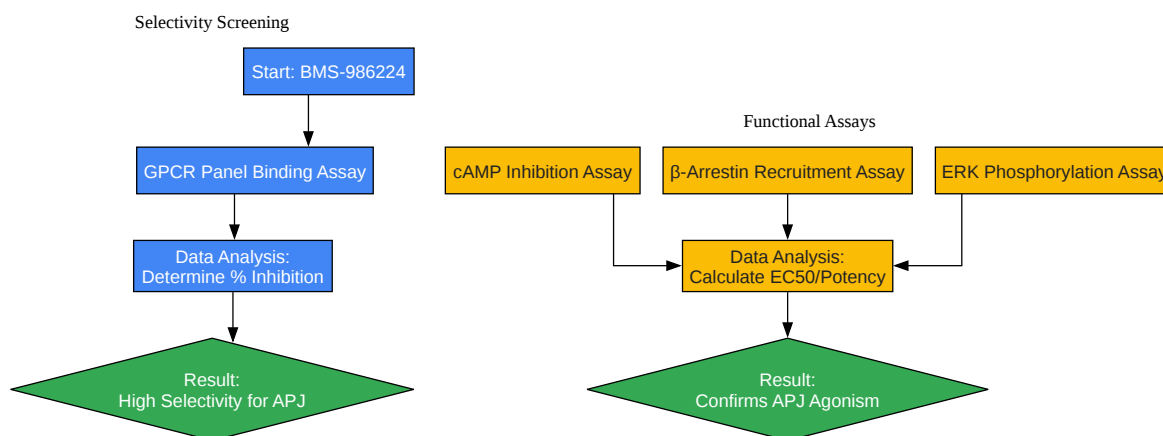 Selectivity Screening
Start: BMS-986224
GPCR Panel Binding Assay
Data Analysis:
Determine % Inhibition
Result:
High Selectivity for APJ
Functional Assays
cAMP Inhibition Assay
β-Arrestin Recruitment Assay
ERK Phosphorylation Assay
Data Analysis:
Calculate EC50/Potency
Result:
Confirms APJ Agonism